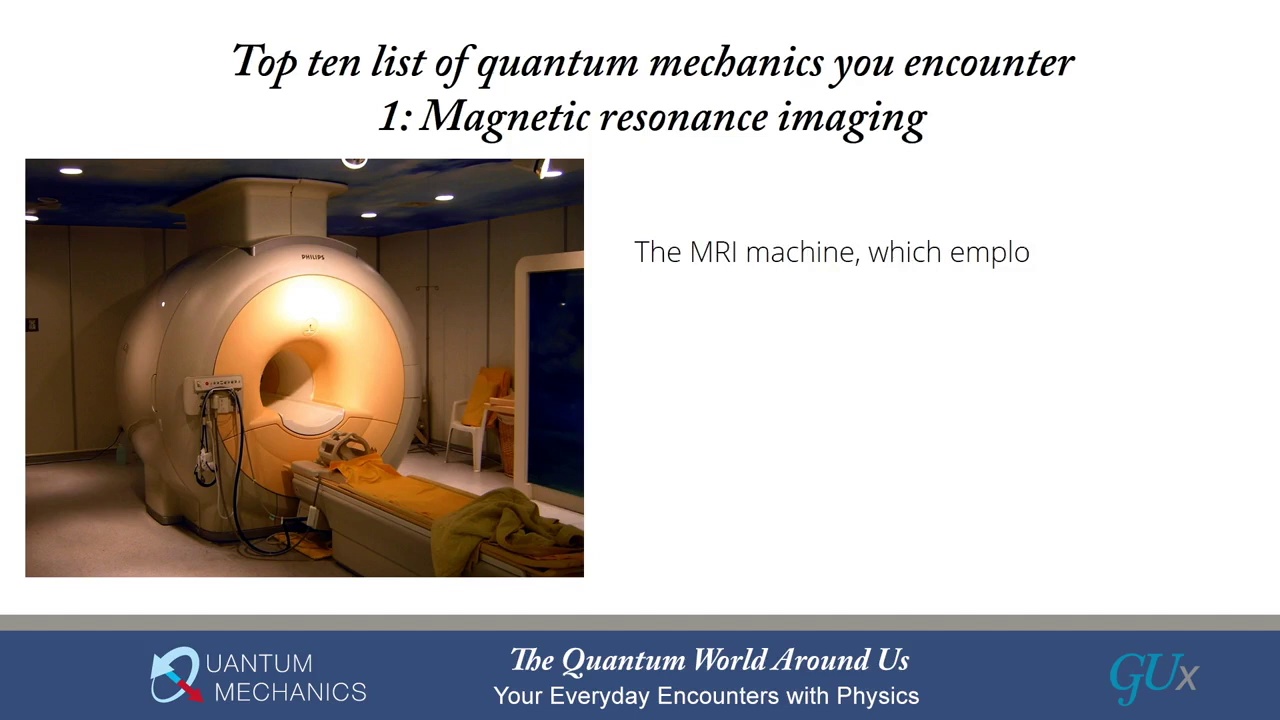 Top ten list of quantum mechanics you encounter
1: Magnetic resonance imaging
PHILIPS
The MRI machine, which emplo
QUANTUM
MECHANICS
The Quantum World Around Us
Your Everyday Encounters with Physics
GUx